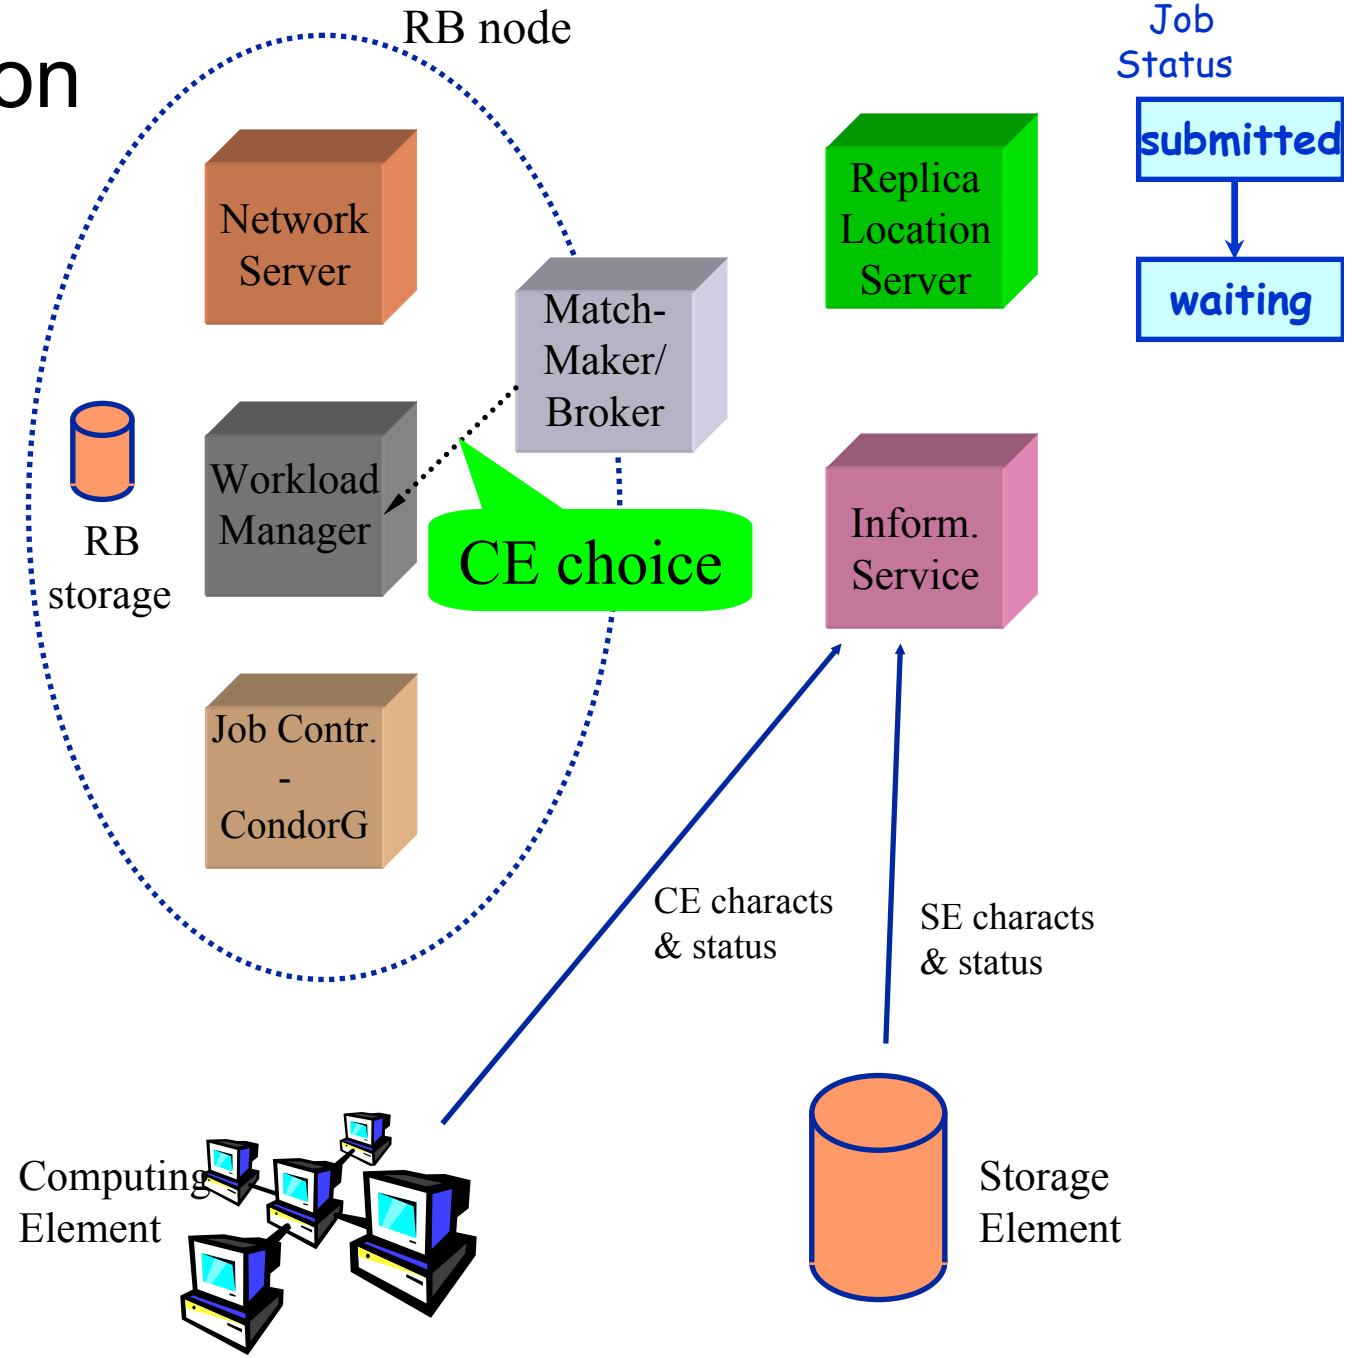 RB node
Job
Status
on
submitted
Network
Server
Replica
Location
Server
waiting
Match-
Maker/
Broker
Workload
Manager
RB
storage
CE choice
Inform.
Service
Job Contr.
-
CondorG
CE characts
& status
SE characts
& status
Computing
Element
Storage
Element